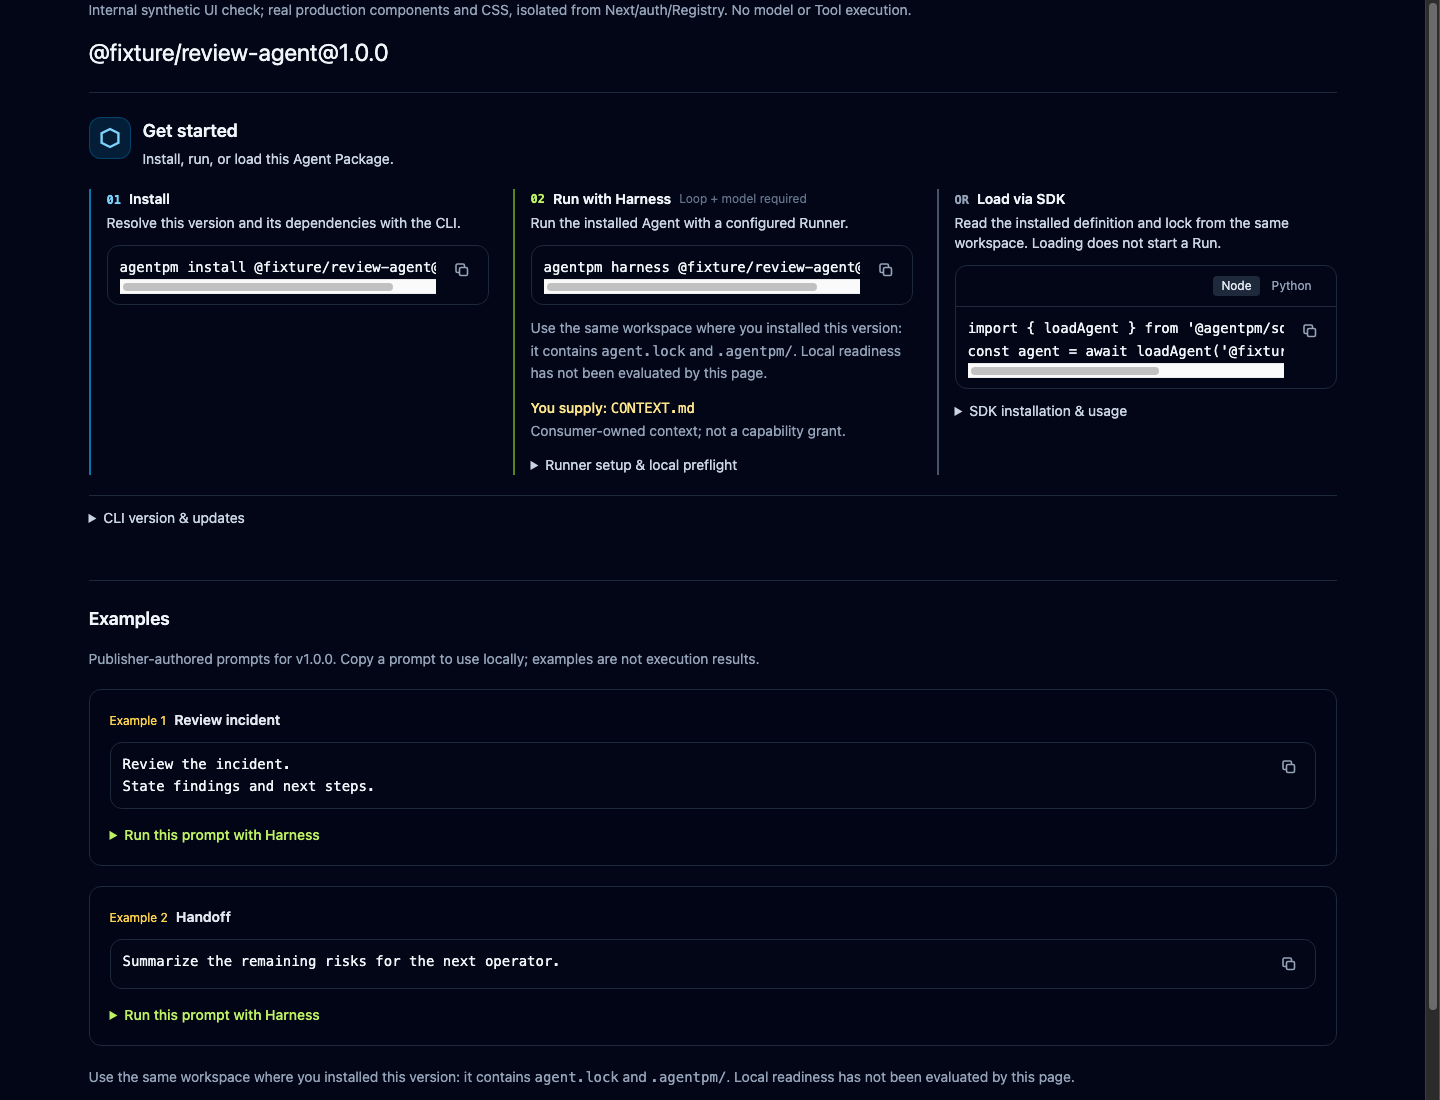 Internal synthetic UI check; real production components and CSS, isolated from Next/auth/Registry. No model or Tool execution.
@fixture/review-agent@1.0.0
Get started
Install, run, or load this Agent Package.
01 Install
Resolve this version and its dependencies with the CLI.
agentpm install @fixture/review-agent@
02 Run with Harness Loop + model required
Run the installed Agent with a configured Runner.
agentpm harness @fixture/review-agent@
Use the same workspace where you installed this version:
it contains agent.lock and .agentpm/. Local readiness
has not been evaluated by this page.
You supply: CONTEXT.md
Consumer-owned context; not a capability grant.
▶ Runner setup & local preflight
OR Load via SDK
Read the installed definition and lock from the same
workspace. Loading does not start a Run.
Node Python
import { loadAgent } from '@agentpm/sd
const agent = await loadAgent('@fixtur
▶ SDK installation & usage
▶ CLI version & updates
Examples
Publisher-authored prompts for v1.0.0. Copy a prompt to use locally; examples are not execution results.
Example 1 Review incident
Review the incident.
State findings and next steps.
▶ Run this prompt with Harness
Example 2 Handoff
Summarize the remaining risks for the next operator.
▶ Run this prompt with Harness
Use the same workspace where you installed this version: it contains agent.lock and .agentpm/. Local readiness has not been evaluated by this page.